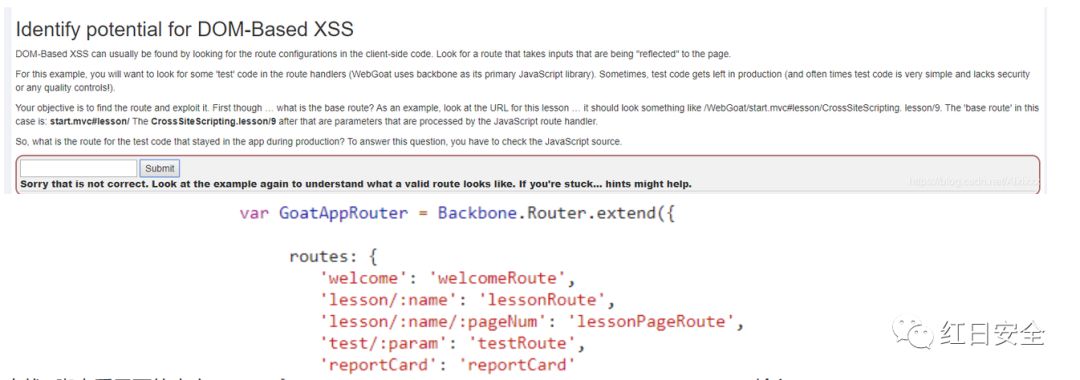 Identify potential for DOM-Based XSS
DOM-Based XSS can usually be found by looking for the route configurations in the client-side code. Look for a route that takes inputs that are being "reflected" to the page.
For this example, you will want to look for some 'test' code in the route handlers (WebGoat uses backbone as its primary JavaScript library). Sometimes, test code gets left in production (and often times test code is very simple and lacks security
or any quality controls!).
Your objective is to find the route and exploit it. First though … what is the base route? As an example, look at the URL for this lesson … it should look something like /WebGoat/start.mvc#lesson/CrossSiteScripting. lesson/9. The 'base route' in this
case is: start.mvc#lesson/ The CrossSiteScripting.lesson/9 after that are parameters that are processed by the JavaScript route handler.
So, what is the route for the test code that stayed in the app during production? To answer this question, you have to check the JavaScript source.
Submit
Sorry that is not correct. Look at the example again to understand what a valid route looks like. If you're stuck... hints might help.
var GoatAppRouter = Backbone.Router.extend({
routes: {
'welcome': 'welcomeRoute',
'lesson/:name': 'lessonRoute',
'lesson/:name/:pageNum': 'lessonPageRoute',
'test/:param': 'testRoute',
'reportCard': 'reportCard'
红日安全